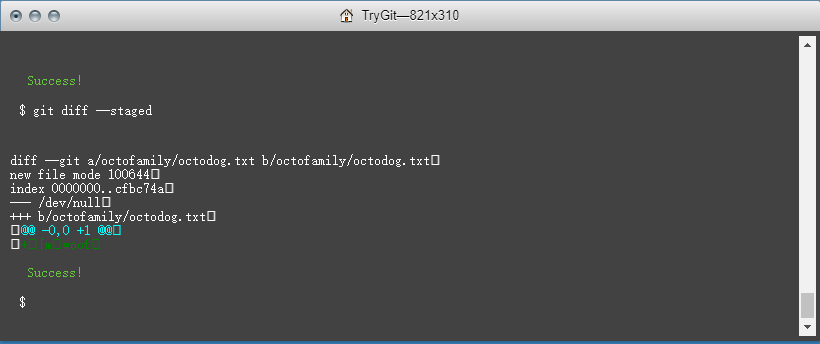 TryGit—821x310
Success!
$ git diff --staged
diff --git a/octofamily/octodog.txt b/octofamily/octodog.txt
new file mode 100644
index 0000000..cfbc74a
--- /dev/null
+++ b/octofamily/octodog.txt
@@ -0,0 +1 @@
Success!
$